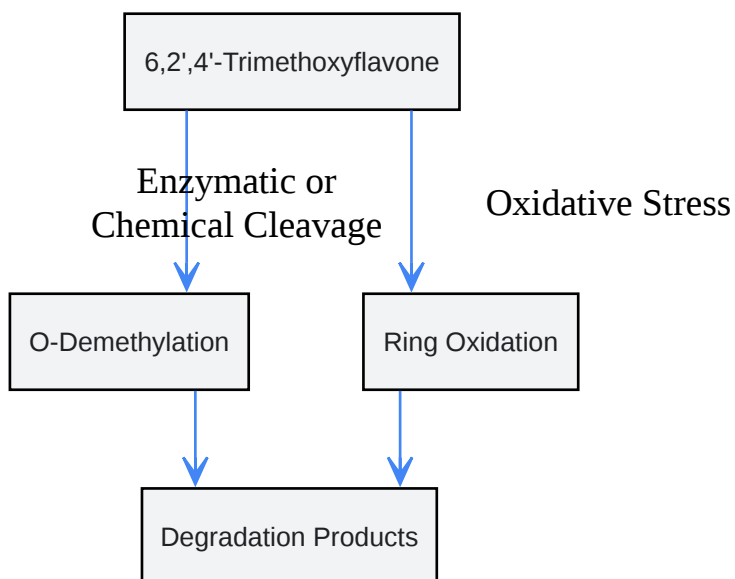 6,2',4'-Trimethoxyflavone
Enzymatic or
Chemical Cleavage
Oxidative Stress
O-Demethylation
Ring Oxidation
Degradation Products